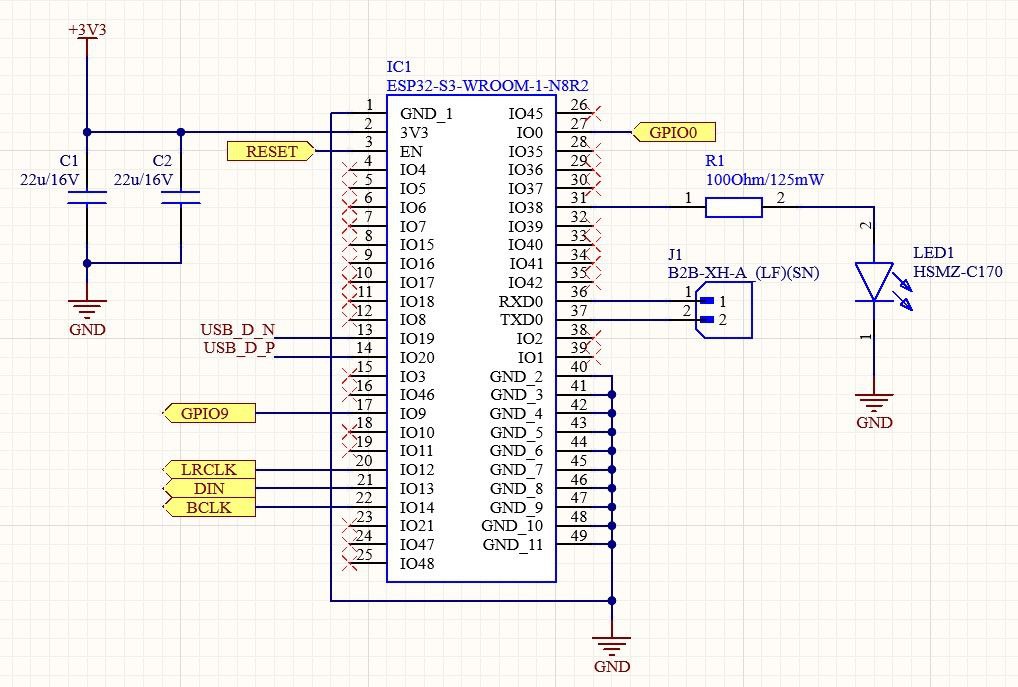 +3V3
IC1
ESP32-S3-WROOM-1-N8R2
1 GND_1 IO45 26
2 3V3 IO0 27 GPIO0
RESET 3 EN IO35 28
4 IO4 IO36 29
5 IO5 IO37 30
6 IO6 IO38 31
7 IO7 IO39 32
8 IO15 IO40 33
9 IO16 IO41 34
10 IO17 IO42 35
11 IO18 RXD0 36
12 IO8 TXD0 37
USB_D_N 13 IO19 IO2 38
USB_D_P 14 IO20 IO1 39
15 IO3 GND_2 40
16 IO46 GND_3 41
GPIO9 17 IO9 GND_4 42
18 IO10 GND_5 43
19 IO11 GND_6 44
LRCLK 20 IO12 GND_7 45
DIN 21 IO13 GND_8 46
BCLK 22 IO14 GND_9 47
23 IO21 GND_10 48
24 IO47 GND_11 49
25 IO48
C1
22u/16V
C2
22u/16V
GND
R1
100Ohm/125mW
1 2
J1
B2B-XH-A_(LF)(SN)
1 1
2 2
2
LED1
HSMZ-C170
1
GND
GND